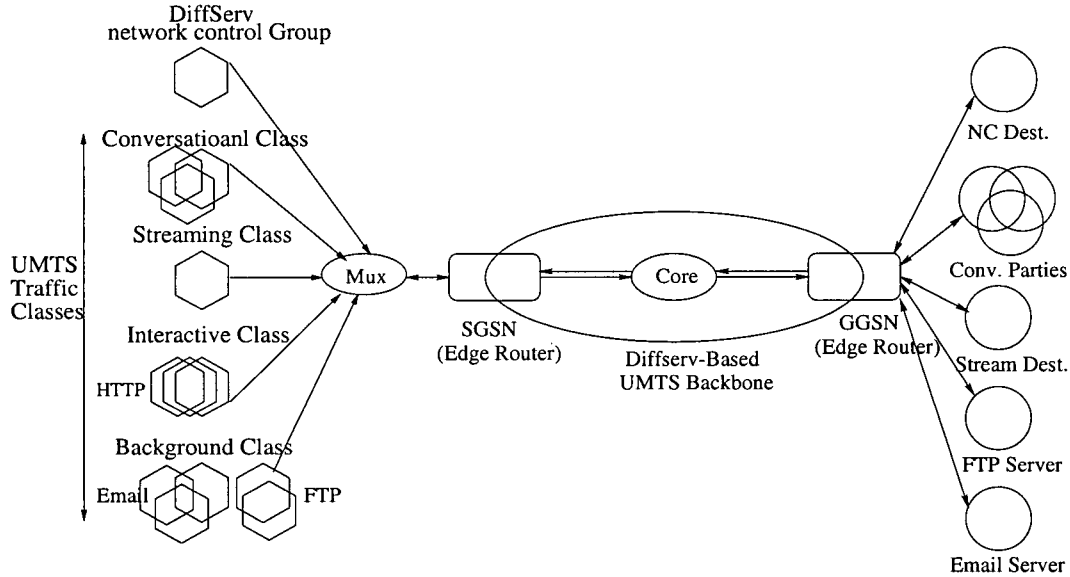 DiffServ
network control Group
Conversatioanl Class
Streaming Class
UMTS
Traffic
Classes
Interactive Class
HTTP
Background Class
Email
FTP
Mux
SGSN
(Edge Router)
Core
Diffserv-Based
UMTS Backbone
GGSN
(Edge Router)
NC Dest.
Conv. Parties
Stream Dest.
FTP Server
Email Server